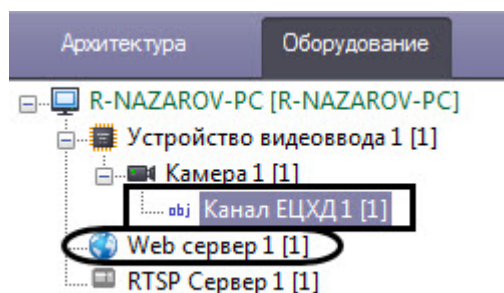 Архитектура Оборудование
R-NAZAROV-PC [R-NAZAROV-PC]
Устройство видеоввода 1 [1]
Камера 1 [1]
obj Канал ЕЦХД 1 [1]
Web сервер 1 [1]
RTSP Сервер 1 [1]